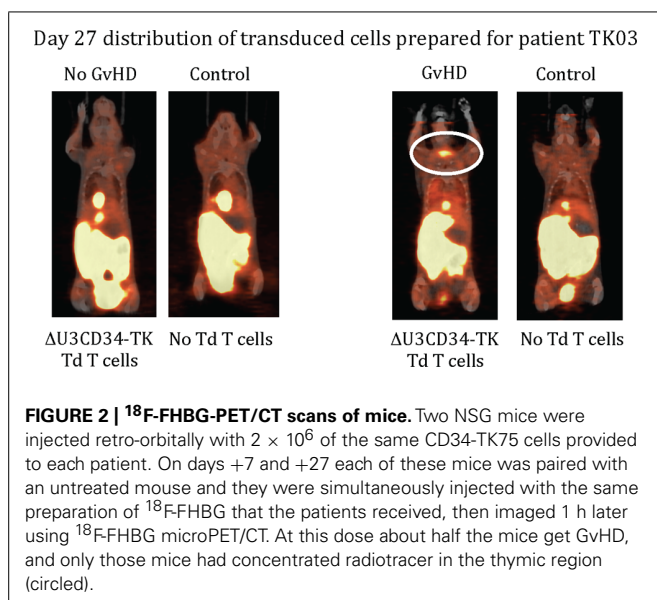 Day 27 distribution of transduced cells prepared for patient TK03
No GvHD Control GvHD Control
ΔU3CD34-TK Td T cells No Td T cells ΔU3CD34-TK Td T cells No Td T cells
FIGURE 2 | ¹⁸F-FHBG-PET/CT scans of mice. Two NSG mice were
injected retro-orbitally with 2 × 10⁶ of the same CD34-TK75 cells provided
to each patient. On days +7 and +27 each of these mice was paired with
an untreated mouse and they were simultaneously injected with the same
preparation of ¹⁸F-FHBG that the patients received, then imaged 1 h later
using ¹⁸F-FHBG microPET/CT. At this dose about half the mice get GvHD,
and only those mice had concentrated radiotracer in the thymic region
(circled).